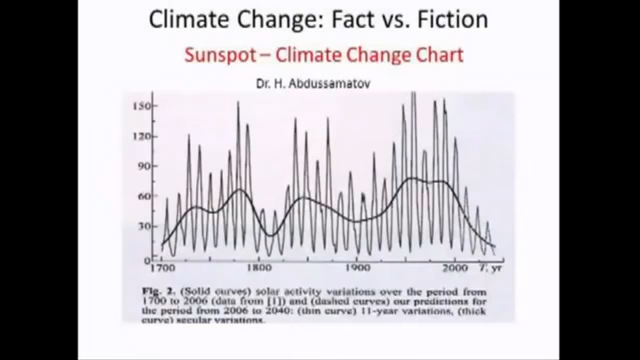 Climate Change: Fact vs. Fiction
Sunspot – Climate Change Chart
Dr. H. Abdussamatov
150
120
90
60
30
0
1700 1800 1900 2000 T, yr
Fig. 2. (Solid curves) solar activity variations over the period from
1700 to 2006 (data from [1]) and (dashed curves) our predictions for
the period from 2006 to 2040: (thin curve) 11-year variations, (thick
curve) secular variations.